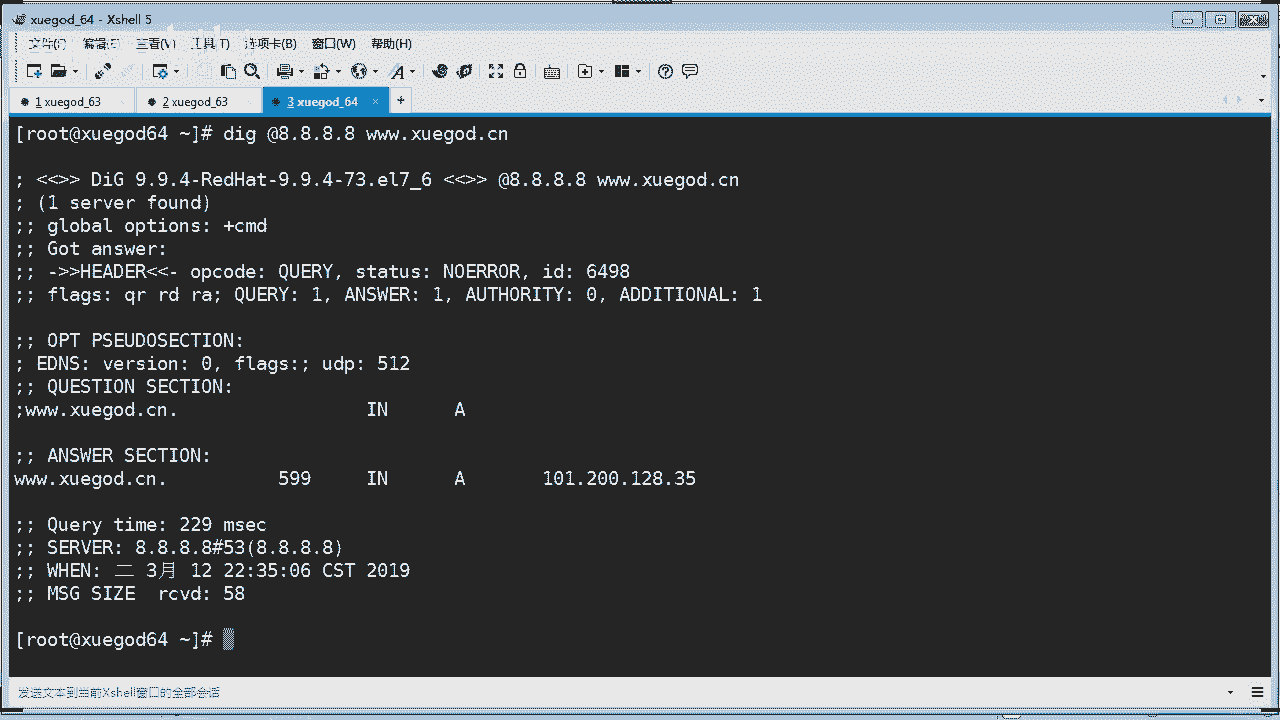 xuegod_64 - Xshell 5
文件(F) 编辑(E) 查看(V) 工具(T) 选项卡(B) 窗口(W) 帮助(H)
1 xuegod_63 2 xuegod_63 3 xuegod_64 × +
[root@xuegod64 ~]# dig @8.8.8.8 www.xuegod.cn
; <<>> DiG 9.9.4-RedHat-9.9.4-73.el7_6 <<>> @8.8.8.8 www.xuegod.cn
; (1 server found)
;; global options: +cmd
;; Got answer:
;; ->>HEADER<<- opcode: QUERY, status: NOERROR, id: 6498
;; flags: qr rd ra; QUERY: 1, ANSWER: 1, AUTHORITY: 0, ADDITIONAL: 1
;; OPT PSEUDOSECTION:
; EDNS: version: 0, flags:; udp: 512
;; QUESTION SECTION:
;www.xuegod.cn. IN A
;; ANSWER SECTION:
www.xuegod.cn. 599 IN A 101.200.128.35
;; Query time: 229 msec
;; SERVER: 8.8.8.8#53(8.8.8.8)
;; WHEN: 二 3月 12 22:35:06 CST 2019
;; MSG SIZE rcvd: 58
[root@xuegod64 ~]#
发送文本到当前Xshell窗口的全部会话